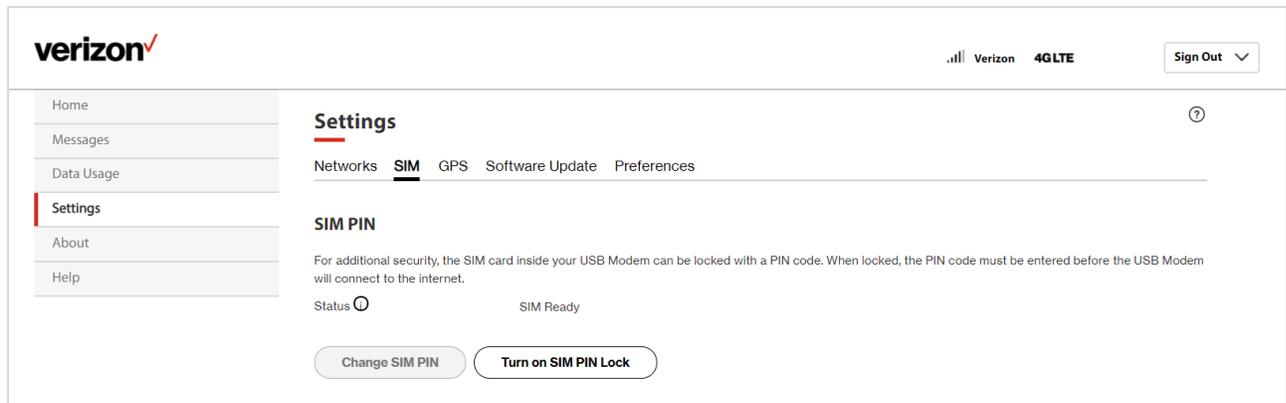 verizon
Verizon 4G LTE
Sign Out
Home
Messages
Data Usage
Settings
About
Help
Settings
Networks SIM GPS Software Update Preferences
SIM PIN
For additional security, the SIM card inside your USB Modem can be locked with a PIN code. When locked, the PIN code must be entered before the USB Modem
will connect to the internet.
Status SIM Ready
Change SIM PIN Turn on SIM PIN Lock